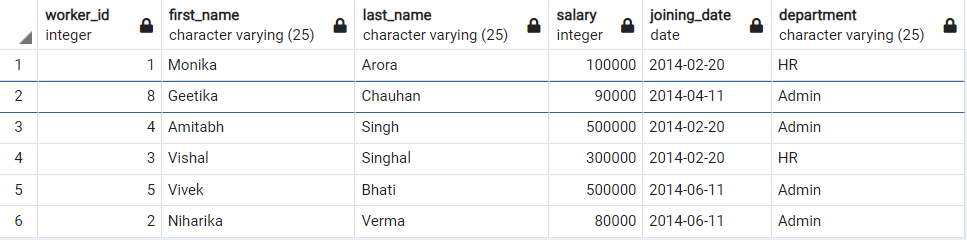 worker_id first_name last_name salary joining_date department
integer character varying (25) character varying (25) integer date character varying (25)
1 1 Monika Arora 100000 2014-02-20 HR
2 8 Geetika Chauhan 90000 2014-04-11 Admin
3 4 Amitabh Singh 500000 2014-02-20 Admin
4 3 Vishal Singhal 300000 2014-02-20 HR
5 5 Vivek Bhati 500000 2014-06-11 Admin
6 2 Niharika Verma 80000 2014-06-11 Admin